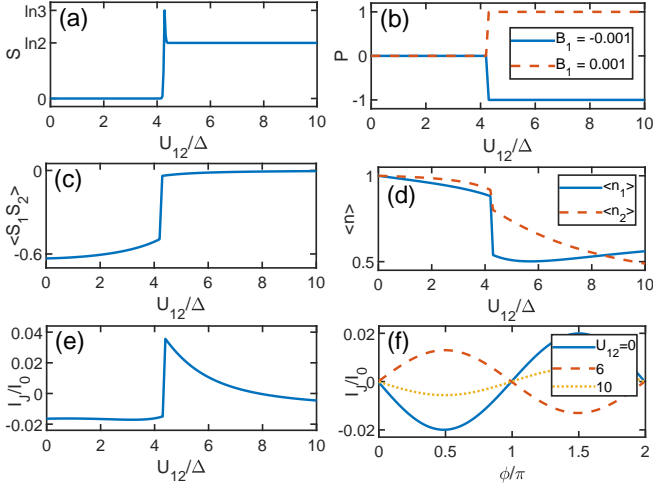 (a)
ln3
ln2
0
S
0 2 4 6 8 10
U12/Δ
(b)
1
0
-1
P
B1 = -0.001
B1 = 0.001
0 2 4 6 8 10
U12/Δ
(c)
0
-0.6
<S1S2>
0 2 4 6 8 10
U12/Δ
(d)
1
0.5
<n>
<n1>
<n2>
0 2 4 6 8 10
U12/Δ
(e)
0.04
0.02
0
-0.02
IJ/I0
0 2 4 6 8 10
U12/Δ
(f)
0.02
0
-0.02
IJ/I0
U12=0
6
10
0 0.5 1 1.5 2
ϕ/π